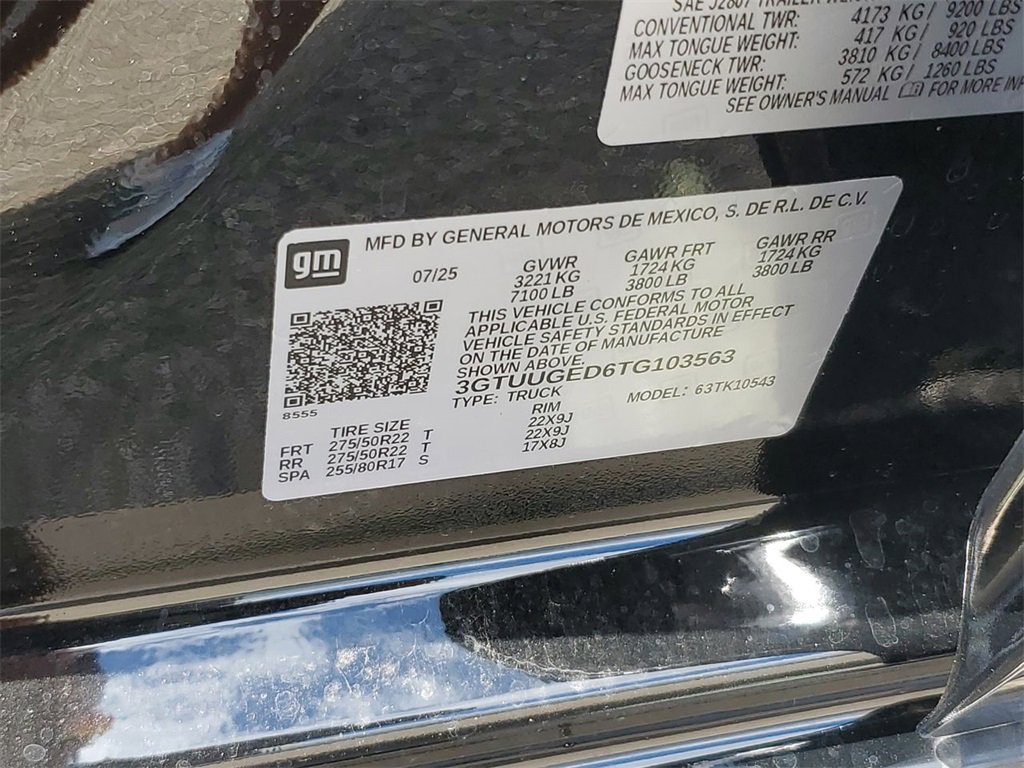 SAE J2807 TRAILER
CONVENTIONAL TWR: 4173 KG/ 9200 LBS
MAX TONGUE WEIGHT: 417 KG/ 920 LBS
GOOSENECK TWR: 3810 KG/ 8400 LBS
MAX TONGUE WEIGHT: 572 KG/ 1260 LBS
SEE OWNER'S MANUAL FOR MORE INF
gm MFD BY GENERAL MOTORS DE MEXICO, S. DE R.L. DE C.V.
07/25 GVWR GAWR FRT GAWR RR
3221 KG 1724 KG 1724 KG
7100 LB 3800 LB 3800 LB
THIS VEHICLE CONFORMS TO ALL
APPLICABLE U.S. FEDERAL MOTOR
VEHICLE SAFETY STANDARDS IN EFFECT
ON THE DATE OF MANUFACTURE
SHOWN ABOVE.
3GTUUGED6TG103563
TYPE: TRUCK MODEL: 63TK10543
8555
TIRE SIZE RIM
FRT 275/50R22 T 22X9J
RR 275/50R22 T 22X9J
SPA 255/80R17 S 17X8J